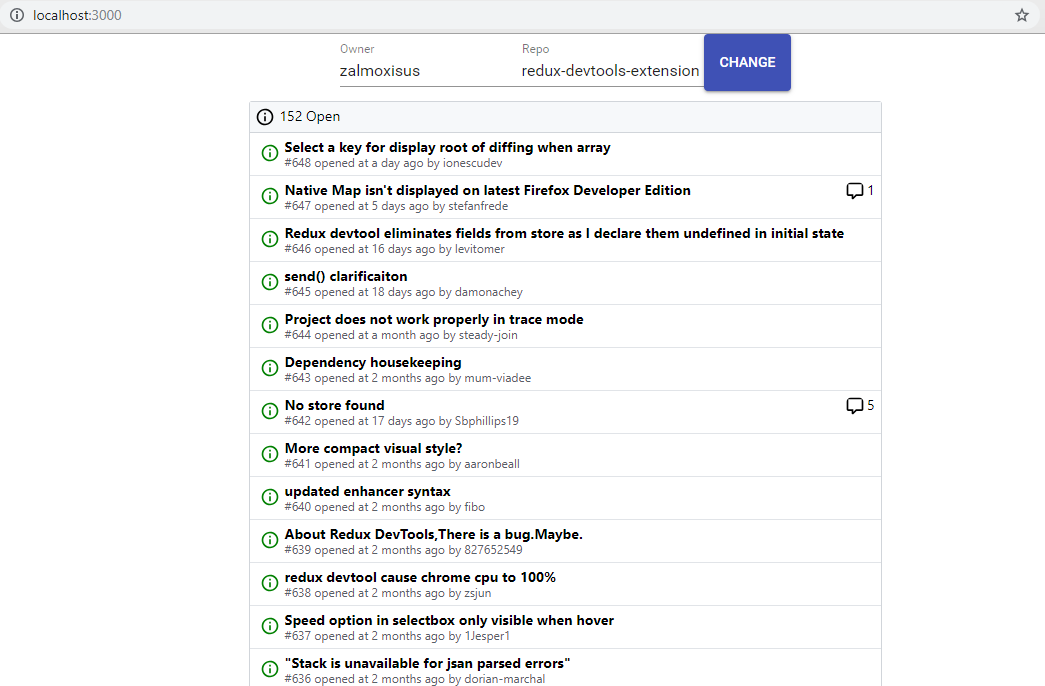 localhost:3000
Owner
Repo
zalmoxisus
redux-devtools-extension
CHANGE
152 Open
Select a key for display root of diffing when array
#648 opened at a day ago by ionescudev
Native Map isn't displayed on latest Firefox Developer Edition
1
#647 opened at 5 days ago by stefanfrede
Redux devtool eliminates fields from store as I declare them undefined in initial state
#646 opened at 16 days ago by levitomer
send() clarificaiton
#645 opened at 18 days ago by damonachey
Project does not work properly in trace mode
#644 opened at a month ago by steady-join
Dependency housekeeping
#643 opened at 2 months ago by mum-viadee
No store found
5
#642 opened at 17 days ago by Sbphillips19
More compact visual style?
#641 opened at 2 months ago by aaronbeall
updated enhancer syntax
#640 opened at 2 months ago by fibo
About Redux DevTools,There is a bug.Maybe.
#639 opened at 2 months ago by 827652549
redux devtool cause chrome cpu to 100%
#638 opened at 2 months ago by zsjun
Speed option in selectbox only visible when hover
#637 opened at 2 months ago by 1Jesper1
"Stack is unavailable for jsan parsed errors"
#636 opened at 2 months ago by dorian-marchal